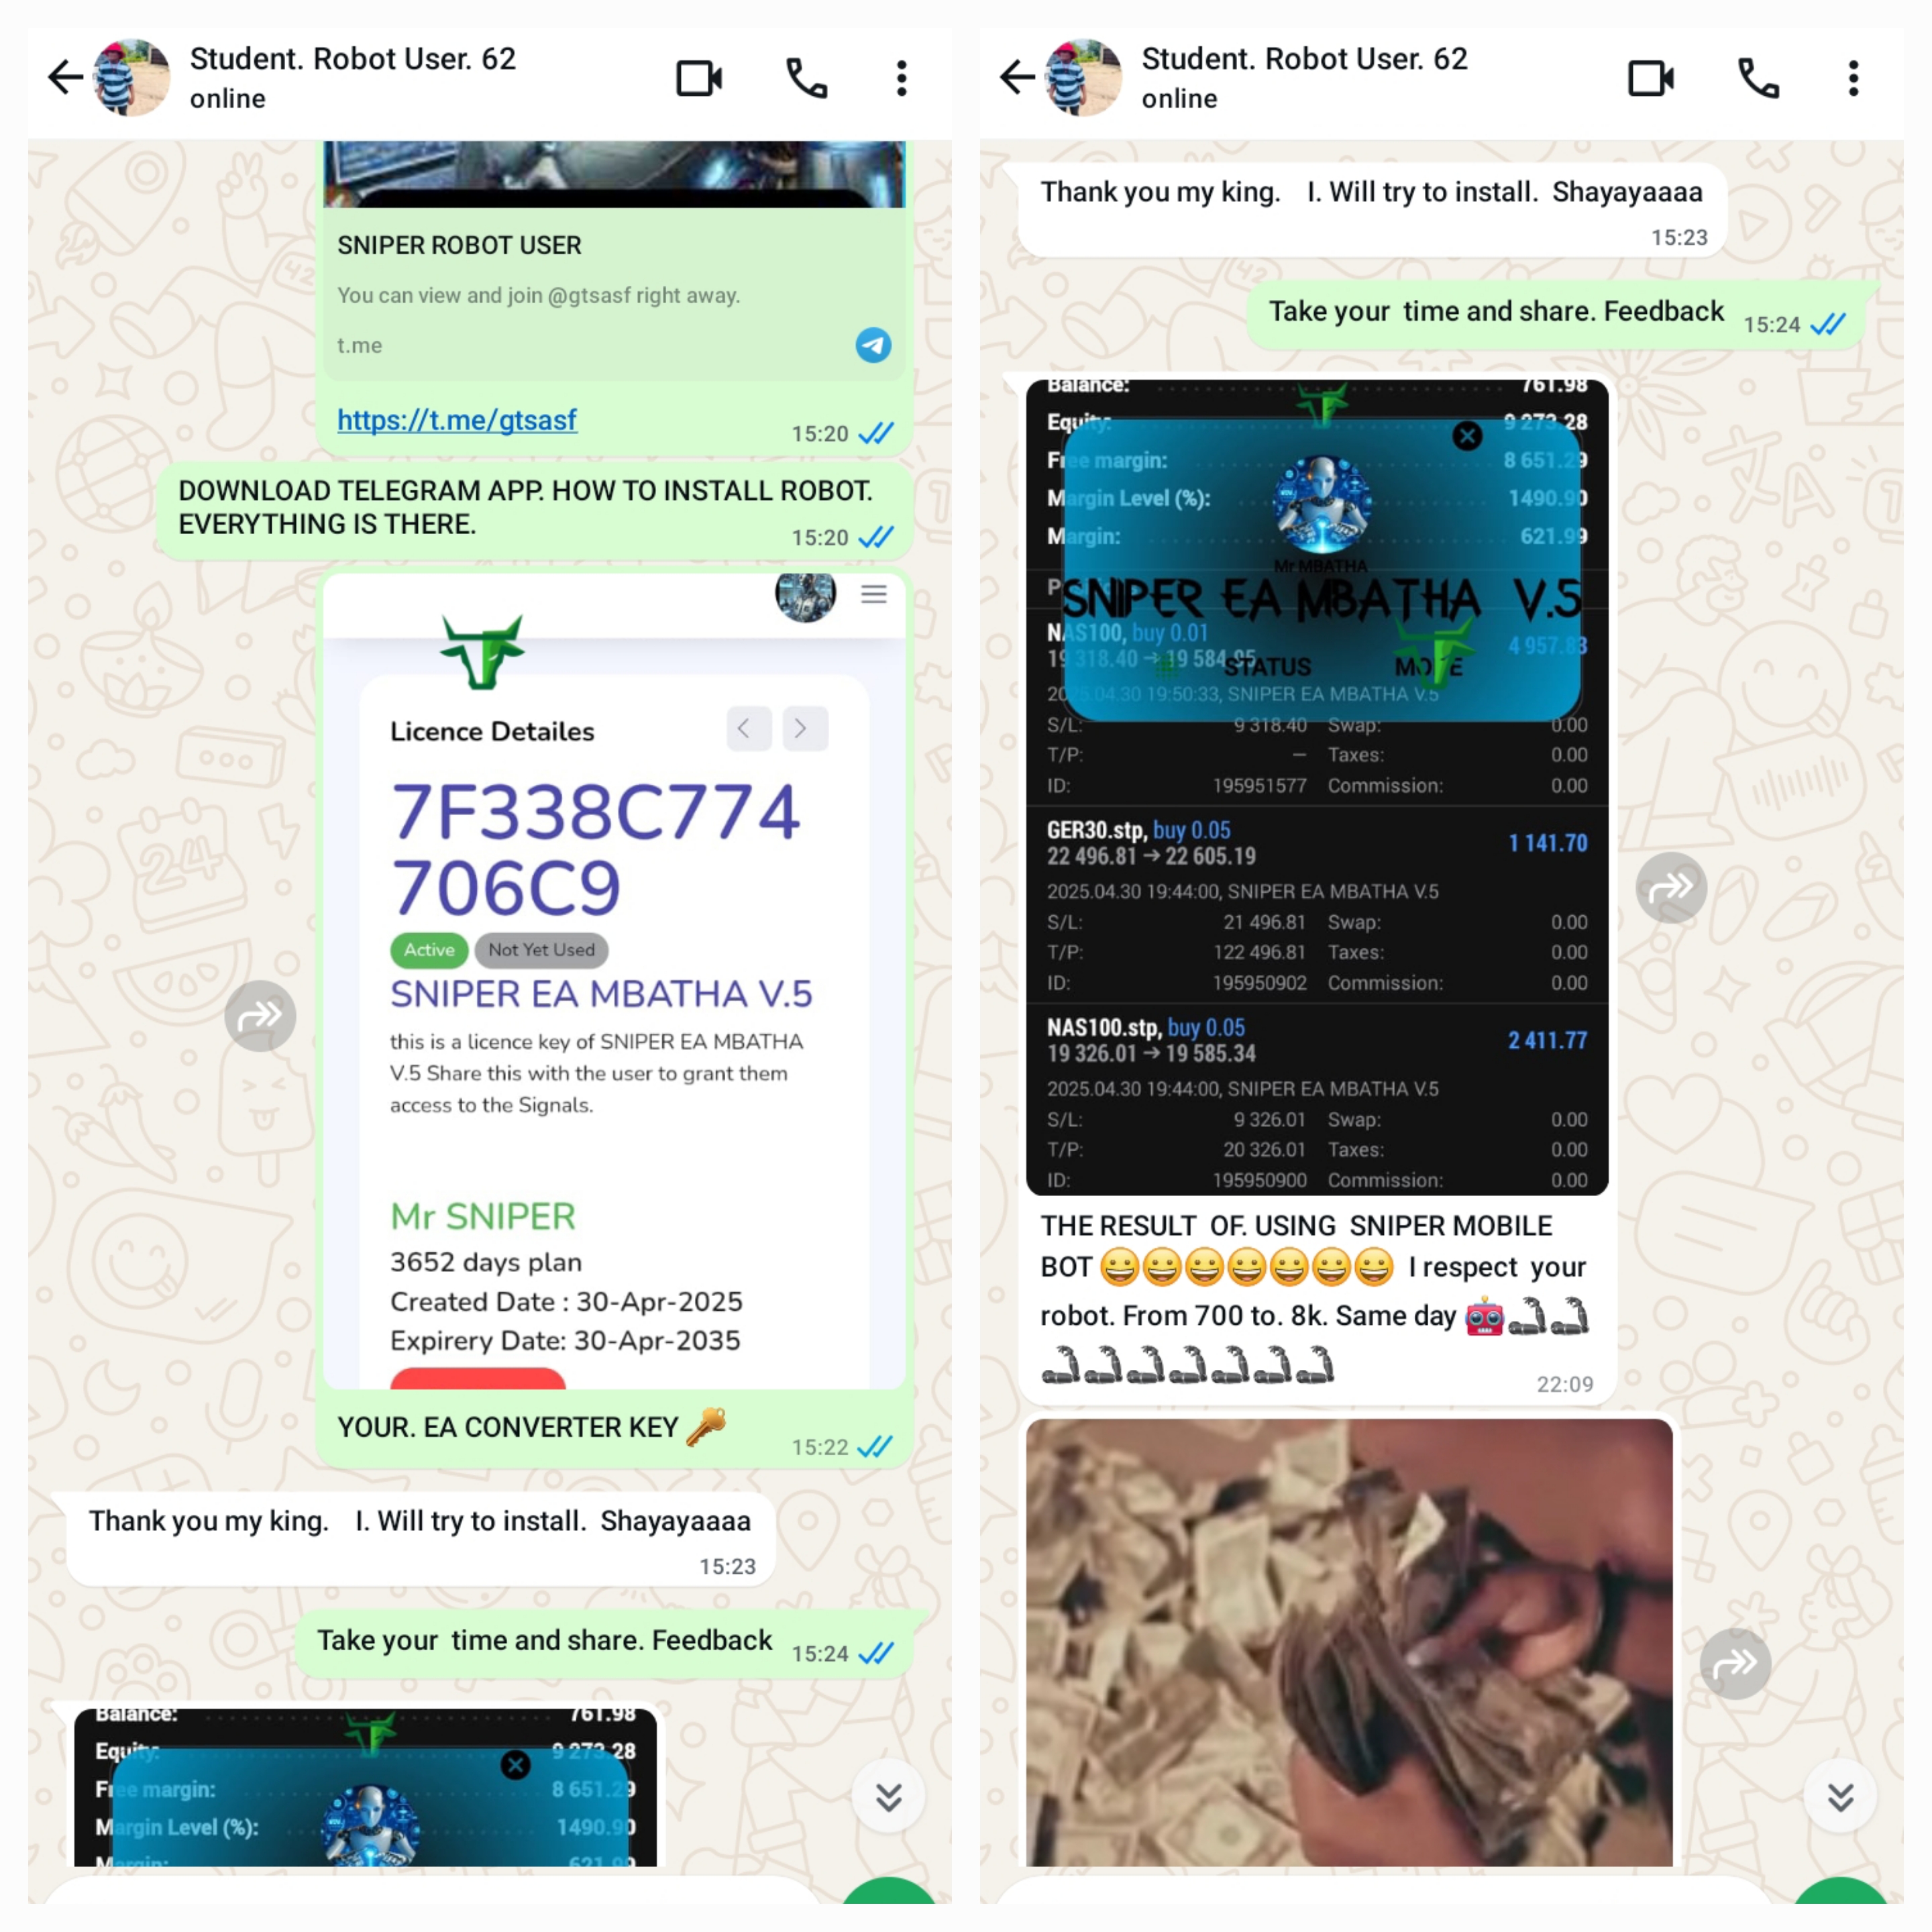 Student. Robot User. 62
online
SNIPER ROBOT USER
You can view and join @gtsasf right away.
t.me
https://t.me/gtsasf
15:20
DOWNLOAD TELEGRAM APP. HOW TO INSTALL ROBOT.
EVERYTHING IS THERE.
15:20
Licence Detailes
7F338C774
706C9
Active Not Yet Used
SNIPER EA MBATHA V.5
this is a licence key of SNIPER EA MBATHA
V.5 Share this with the user to grant them
access to the Signals.
Mr SNIPER
3652 days plan
Created Date : 30-Apr-2025
Expirery Date: 30-Apr-2035
YOUR. EA CONVERTER KEY 🔑
15:22
Thank you my king. I. Will try to install. Shayayaaaa
15:23
Take your time and share. Feedback
15:24
Balance: 761.98
Equity: 9 273.28
Free margin: 8 651.29
Margin Level (%): 1490.90
Margin: 621.99
Student. Robot User. 62
online
Thank you my king. I. Will try to install. Shayayaaaa
15:23
Take your time and share. Feedback
15:24
Balance: 761.98
Equity: 9 273.28
Free margin: 8 651.29
Margin Level (%): 1490.90
Margin: 621.99
Mr MBATHA
SNIPER EA MBATHA V.5
NAS100, buy 0.01
19 318.40 → 19 584.95
4 957.83
STATUS MODE
2025.04.30 19:50:33, SNIPER EA MBATHA V.5
S/L: 9 318.40 Swap: 0.00
T/P: – Taxes: 0.00
ID: 195951577 Commission: 0.00
GER30.stp, buy 0.05
22 496.81 → 22 605.19
1 141.70
2025.04.30 19:44:00, SNIPER EA MBATHA V.5
S/L: 21 496.81 Swap: 0.00
T/P: 122 496.81 Taxes: 0.00
ID: 195950902 Commission: 0.00
NAS100.stp, buy 0.05
19 326.01 → 19 585.34
2 411.77
2025.04.30 19:44:00, SNIPER EA MBATHA V.5
S/L: 9 326.01 Swap: 0.00
T/P: 20 326.01 Taxes: 0.00
ID: 195950900 Commission: 0.00
THE RESULT OF. USING SNIPER MOBILE
BOT 😀😀😀😀😀😀😀 I respect your
robot. From 700 to. 8k. Same day 🤖🦾🦾
🦾🦾🦾🦾🦾🦾🦾
22:09